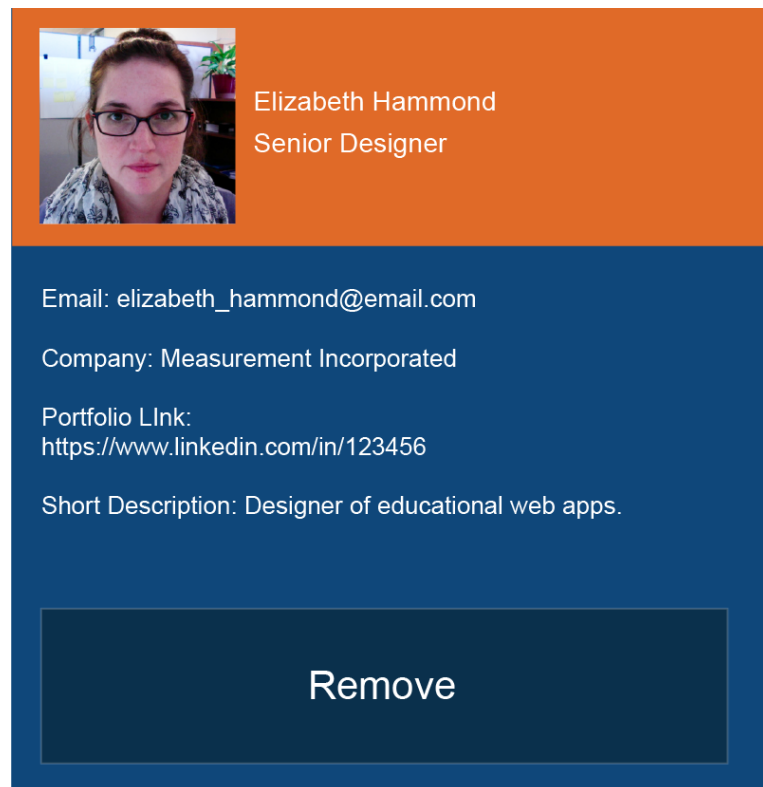 Elizabeth Hammond
Senior Designer
Email: elizabeth_hammond@email.com
Company: Measurement Incorporated
Portfolio LInk:
https://www.linkedin.com/in/123456
Short Description: Designer of educational web apps.
Remove